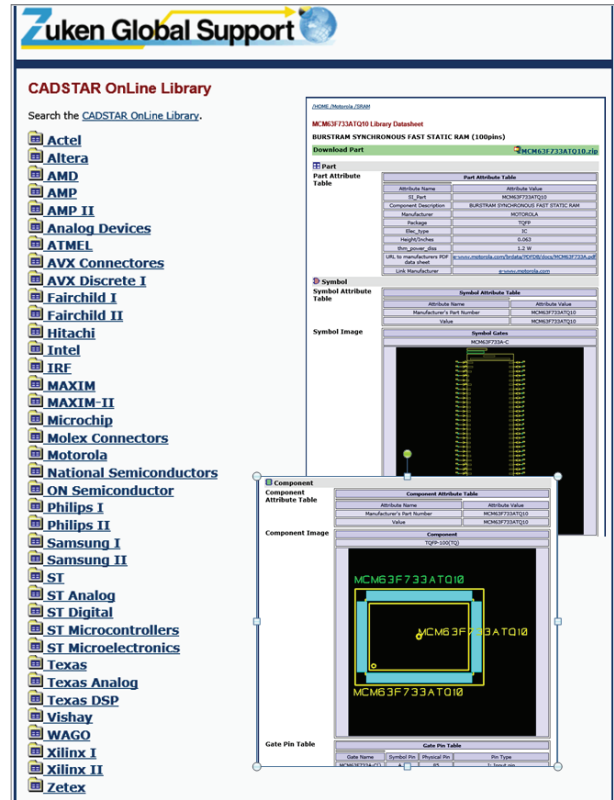 Zuken Global Support
CADSTAR OnLine Library
Search the CADSTAR OnLine Library.
Actel
Altera
AMD
AMP
AMP II
Analog Devices
ATMEL
AVX Connectores
AVX Discrete I
Fairchild I
Fairchild II
Hitachi
Intel
IRF
MAXIM
MAXIM-II
Microchip
Molex Connectors
Motorola
National Semiconductors
ON Semiconductor
Philips I
Philips II
Samsung I
Samsung II
ST
ST Analog
ST Digital
ST Microcontrollers
ST Microelectronics
Texas
Texas Analog
Texas DSP
Vishay
WAGO
Xilinx I
Xilinx II
Zetex
/HOME /Motorola /DRAM
MCM63F733ATQ10 Library Datasheet
BURSTRAM SYNCHRONOUS FAST STATIC RAM (100pins)
Download Part MCM63F733ATQ10.zip
Part
Part Attribute Table
Part Attribute Table
Attribute Name Attribute Value
SI_Part MCM63F733ATQ10
Component Description BURSTRAM SYNCHRONOUS FAST STATIC RAM
Manufacturer MOTOROLA
Package TQFP
Elec_type IC
Height/Inches 0.063
thm_power_diss 1.2 W
URL to manufacturers PDF data sheet
Link Manufacturer e-www.motorola.com
Symbol
Symbol Attribute Table
Symbol Attribute Table
Attribute Name Attribute Value
Manufacturer's Part Number MCM63F733ATQ10
Value MCM63F733ATQ10
Symbol Image
Symbol Gates
MCM63F733A-C
Component
Component Attribute Table
Component Attribute Table
Attribute Name Attribute Value
Manufacturer's Part Number MCM63F733ATQ10
Value MCM63F733ATQ10
Component Image
Component
TQFP-100(TQ)
MCM63F733ATQ10
MCM63F733ATQ10
MCM63F733ATQ10
Gate Pin Table
Gate Pin Table
Gate Name Symbol Pin Physical Pin Pin Type